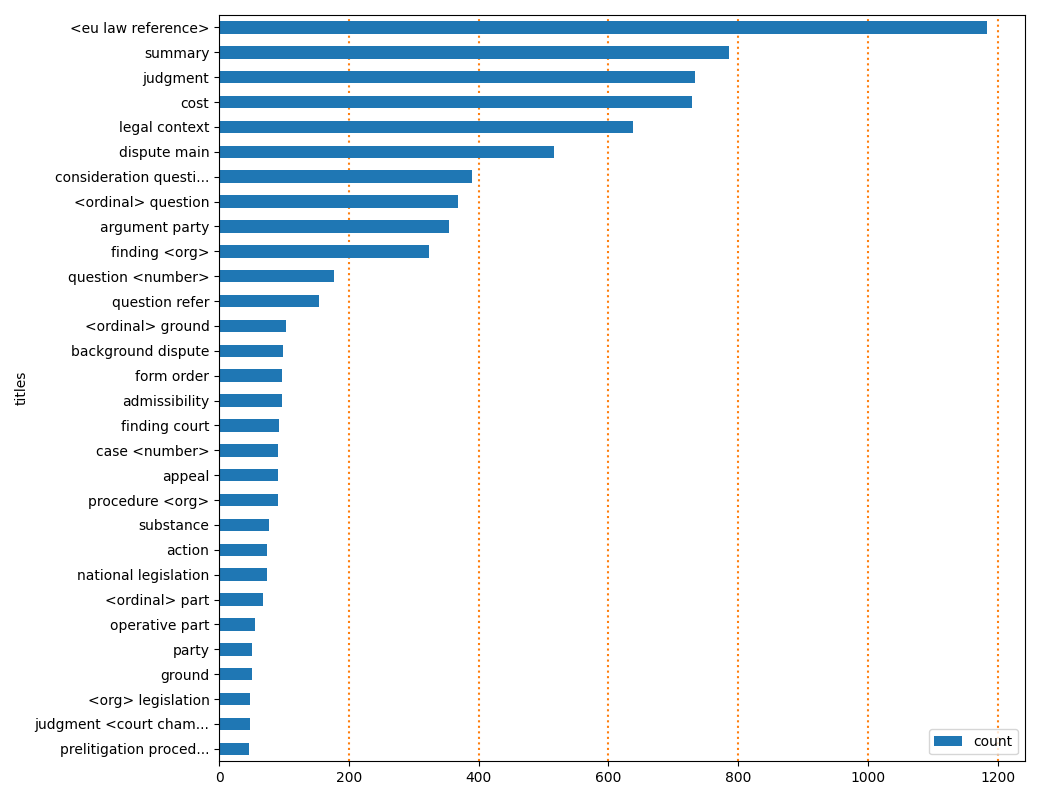 <eu law reference>
summary
judgment
cost
legal context
dispute main
consideration questi...
<ordinal> question
argument party
finding <org>
question <number>
question refer
<ordinal> ground
background dispute
form order
admissibility
finding court
case <number>
appeal
procedure <org>
substance
action
national legislation
<ordinal> part
operative part
party
ground
<org> legislation
judgment <court cham...
prelitigation proced...
titles
count
0 200 400 600 800 1000 1200